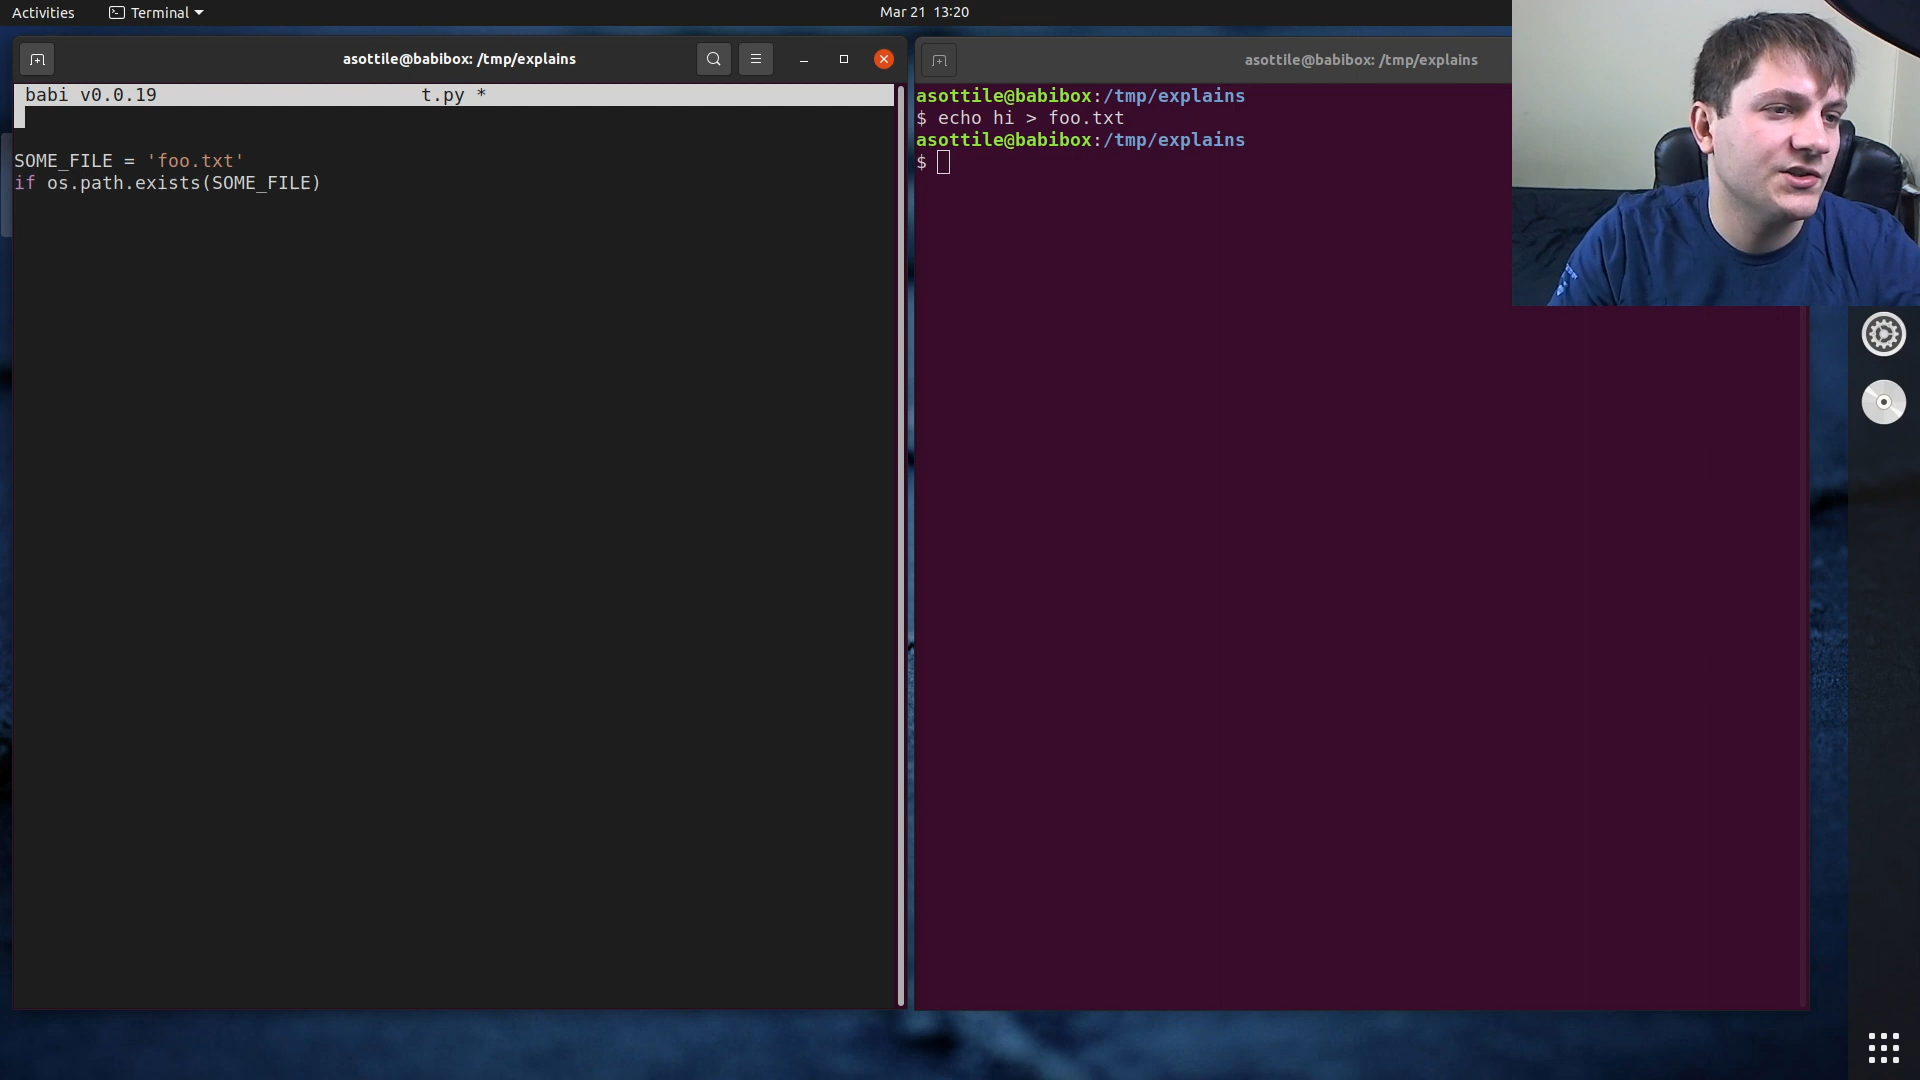 Activities
Terminal
Mar 21 13:20
asottile@babibox: /tmp/explains
babi v0.0.19 t.py *
SOME_FILE = 'foo.txt'
if os.path.exists(SOME_FILE)
asottile@babibox: /tmp/explains
asottile@babibox:/tmp/explains
$ echo hi > foo.txt
asottile@babibox:/tmp/explains
$